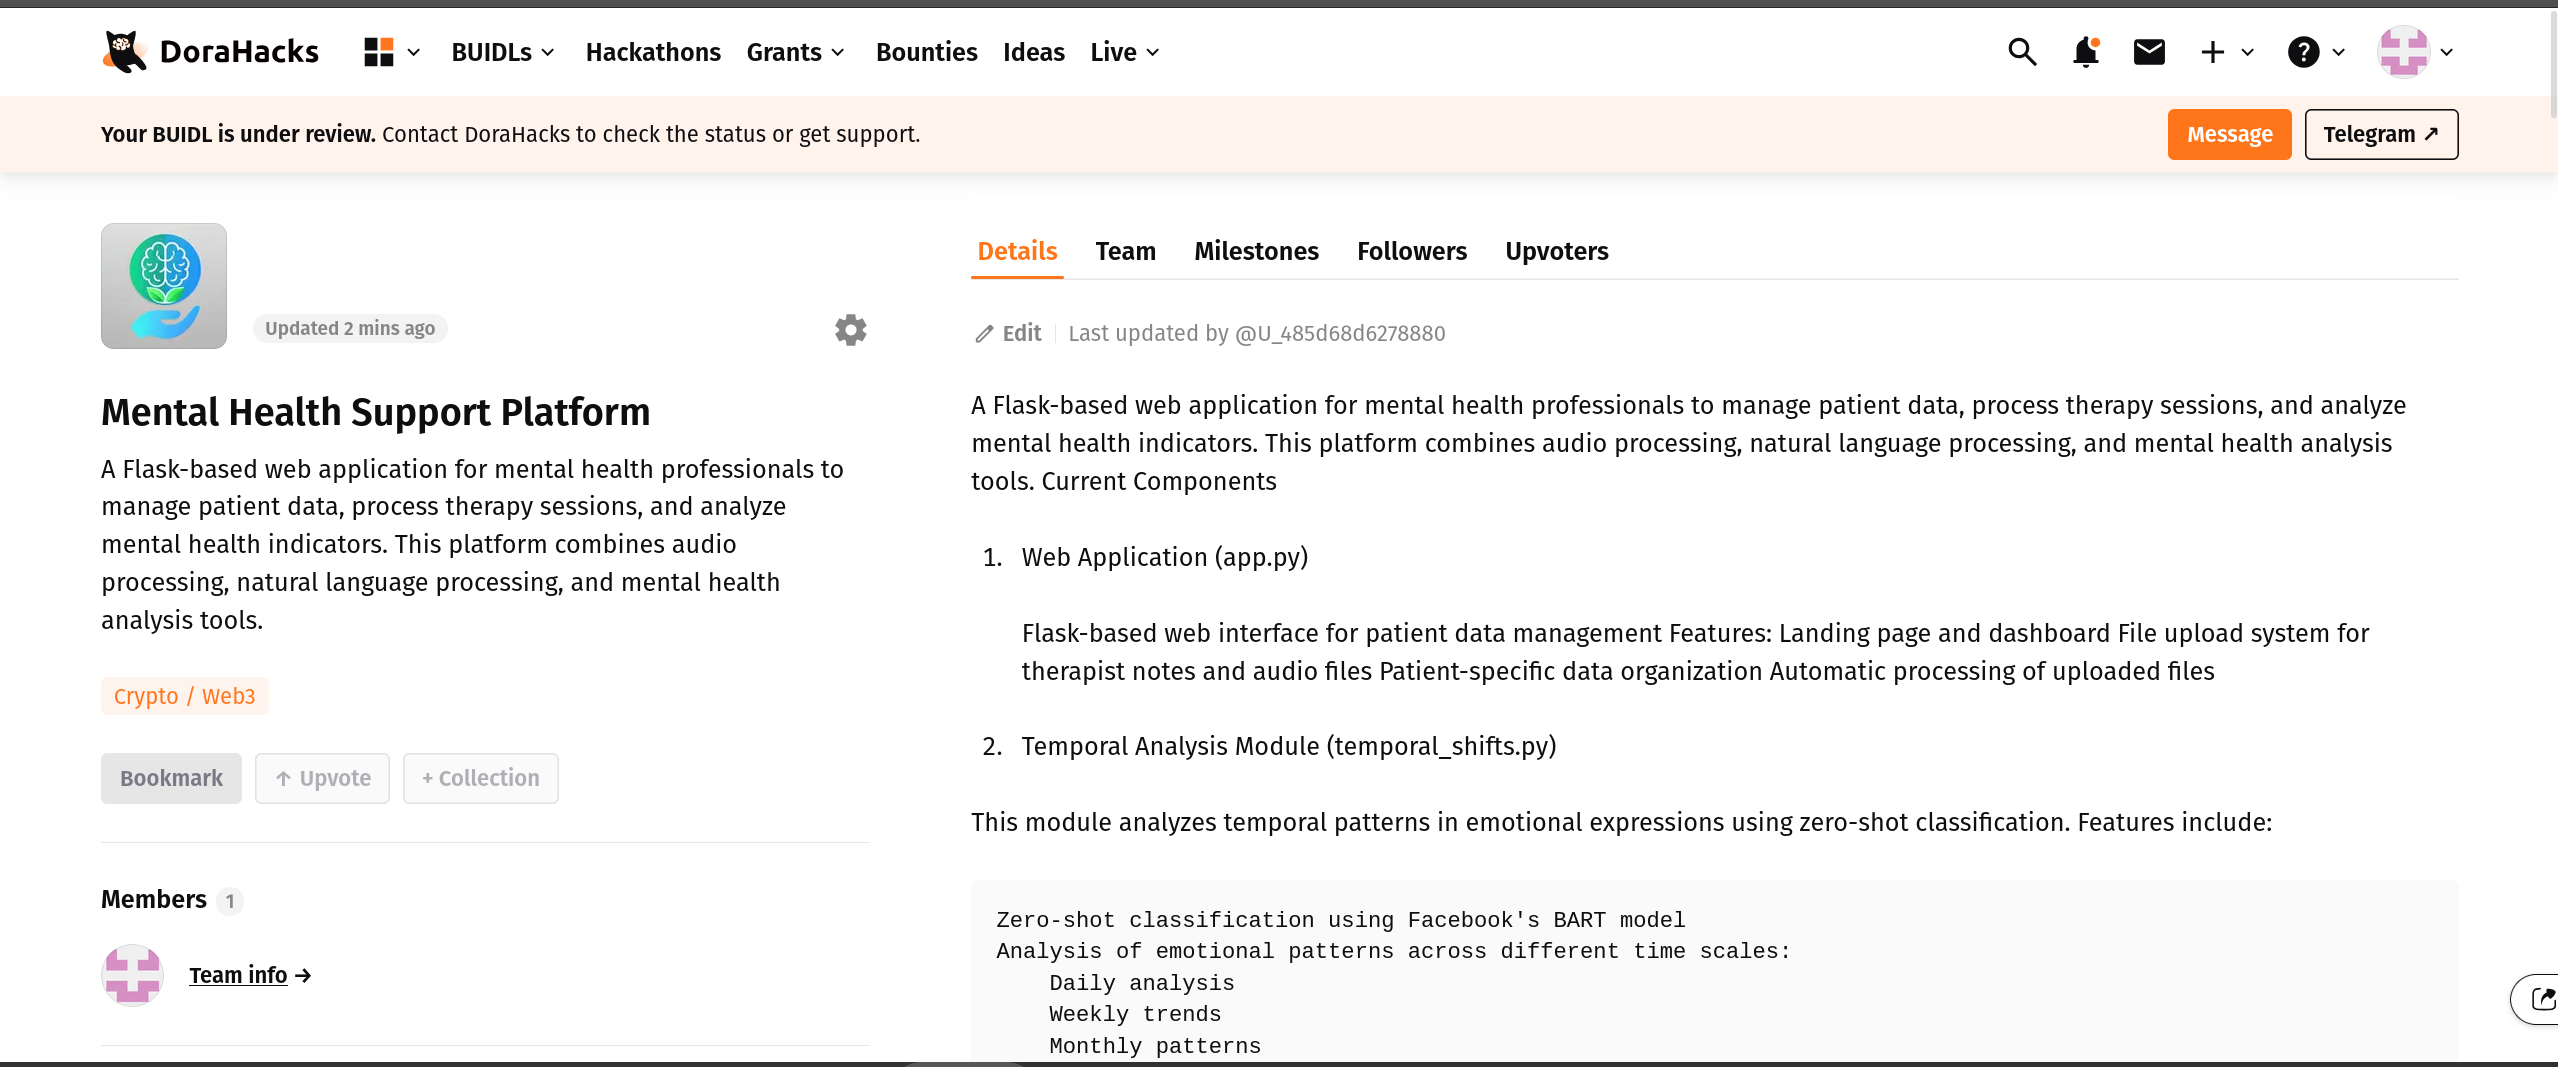 DoraHacks BUIDLs Hackathons Grants Bounties Ideas Live
Your BUIDL is under review. Contact DoraHacks to check the status or get support. Message Telegram ↗
Updated 2 mins ago
Mental Health Support Platform
A Flask-based web application for mental health professionals to
manage patient data, process therapy sessions, and analyze
mental health indicators. This platform combines audio
processing, natural language processing, and mental health
analysis tools.
Crypto / Web3
Bookmark ↑ Upvote + Collection
Members 1
Team info →
Details Team Milestones Followers Upvoters
Edit Last updated by @U_485d68d6278880
A Flask-based web application for mental health professionals to manage patient data, process therapy sessions, and analyze
mental health indicators. This platform combines audio processing, natural language processing, and mental health analysis
tools. Current Components
1. Web Application (app.py)
Flask-based web interface for patient data management Features: Landing page and dashboard File upload system for
therapist notes and audio files Patient-specific data organization Automatic processing of uploaded files
2. Temporal Analysis Module (temporal_shifts.py)
This module analyzes temporal patterns in emotional expressions using zero-shot classification. Features include:
Zero-shot classification using Facebook's BART model
Analysis of emotional patterns across different time scales:
Daily analysis
Weekly trends
Monthly patterns